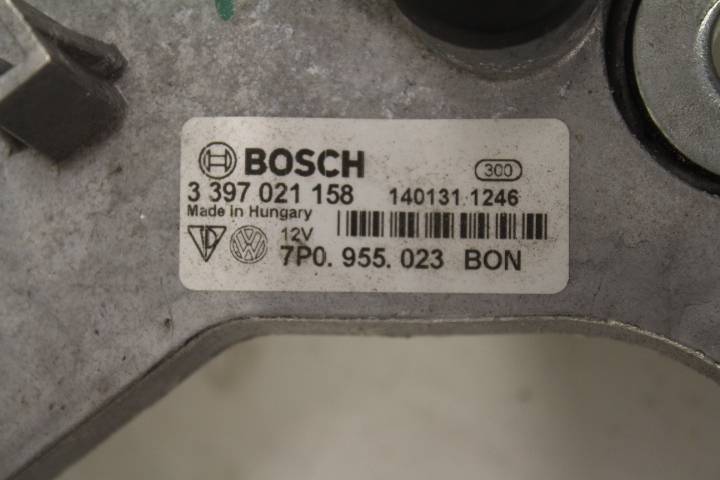 BOSCH 300
3 397 021 158 140131 1246
Made in Hungary
12V
7P0. 955. 023 BON